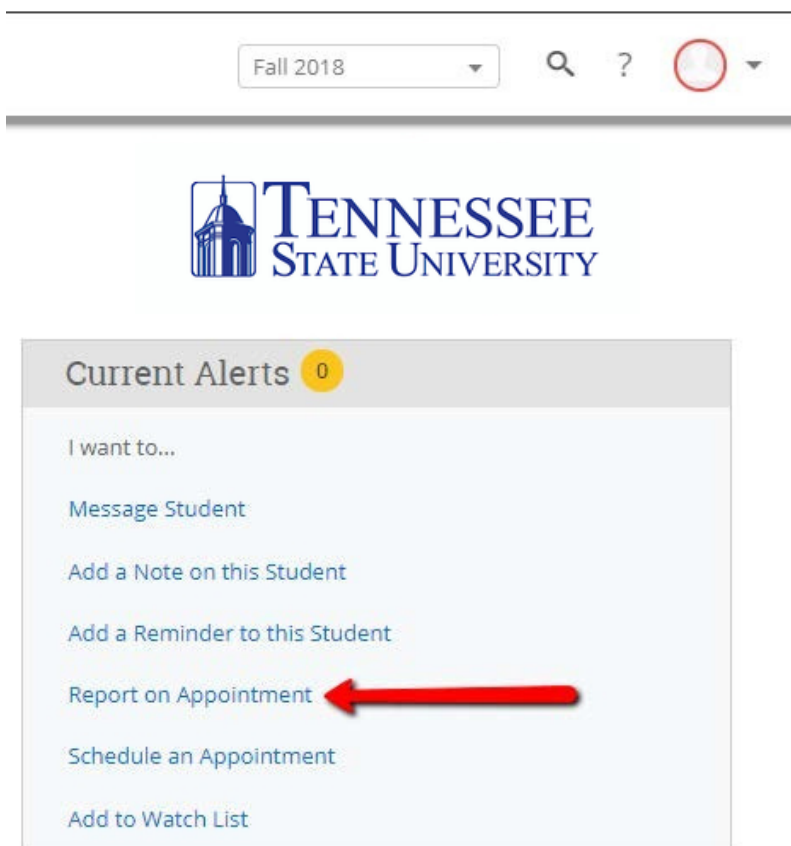 Fall 2018
?
TENNESSEE
STATE UNIVERSITY
Current Alerts 0
I want to...
Message Student
Add a Note on this Student
Add a Reminder to this Student
Report on Appointment
Schedule an Appointment
Add to Watch List